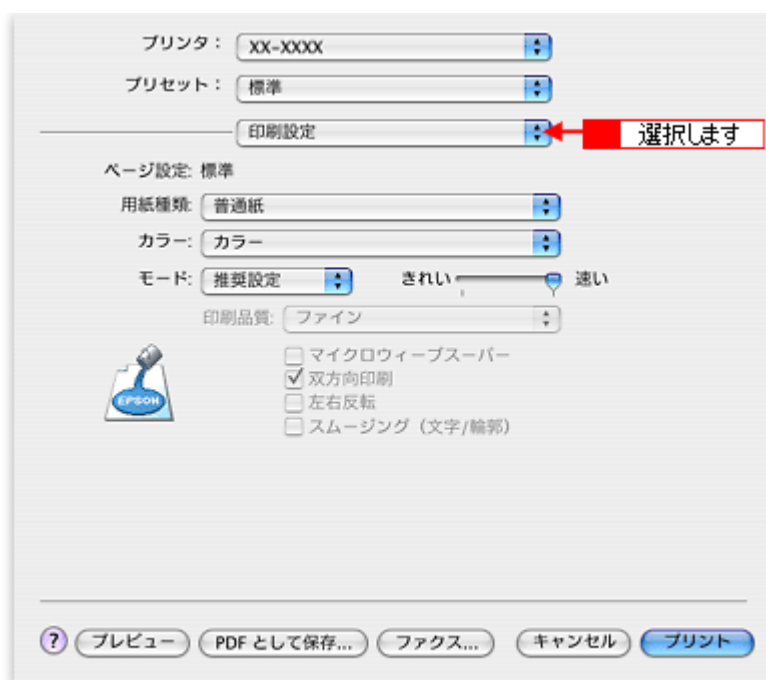 プリンタ： XX-XXXX
プリセット： 標準
印刷設定 選択します
ページ設定: 標準
用紙種類: 普通紙
カラー: カラー
モード: 推奨設定 きれい 速い
印刷品質: ファイン
マイクロウィーブスーパー
双方向印刷
左右反転
スムージング（文字/輪郭）
EPSON
? プレビュー PDF として保存... ファクス... キャンセル プリント